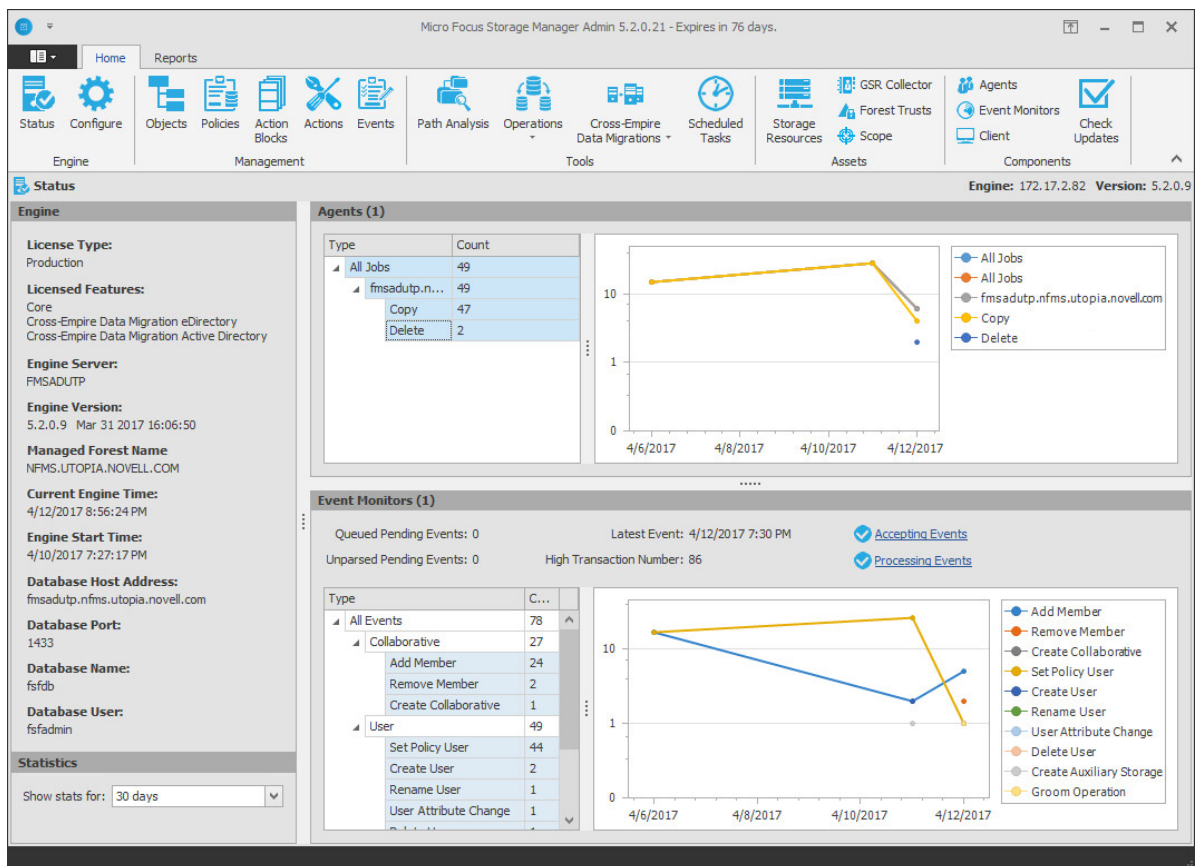 Micro Focus Storage Manager Admin 5.2.0.21 - Expires in 76 days.
Home Reports
Status Configure Objects Policies Action Blocks Actions Events Path Analysis Operations Cross-Empire Data Migrations Scheduled Tasks Storage Resources
GSR Collector
Forest Trusts
Scope
Agents
Event Monitors
Client
Check Updates
Engine Management Tools Assets Components
Status
Engine: 172.17.2.82 Version: 5.2.0.9
Engine
License Type:
Production
Licensed Features:
Core
Cross-Empire Data Migration eDirectory
Cross-Empire Data Migration Active Directory
Engine Server:
FMSADUTP
Engine Version:
5.2.0.9 Mar 31 2017 16:06:50
Managed Forest Name
NFMS.UTOPIA.NOVELL.COM
Current Engine Time:
4/12/2017 8:56:24 PM
Engine Start Time:
4/10/2017 7:27:17 PM
Database Host Address:
fmsadutp.nfms.utopia.novell.com
Database Port:
1433
Database Name:
fsfdb
Database User:
fsfadmin
Statistics
Show stats for: 30 days
Agents (1)
Type Count
All Jobs 49
fmsadutp.n... 49
Copy 47
Delete 2
10
1
0
4/6/2017 4/8/2017 4/10/2017 4/12/2017
All Jobs
All Jobs
fmsadutp.nfms.utopia.novell.com
Copy
Delete
Event Monitors (1)
Queued Pending Events: 0 Latest Event: 4/12/2017 7:30 PM Accepting Events
Unparsed Pending Events: 0 High Transaction Number: 86 Processing Events
Type C...
All Events 78
Collaborative 27
Add Member 24
Remove Member 2
Create Collaborative 1
User 49
Set Policy User 44
Create User 2
Rename User 1
User Attribute Change 1
10
1
0
4/6/2017 4/8/2017 4/10/2017 4/12/2017
Add Member
Remove Member
Create Collaborative
Set Policy User
Create User
Rename User
User Attribute Change
Delete User
Create Auxiliary Storage
Groom Operation